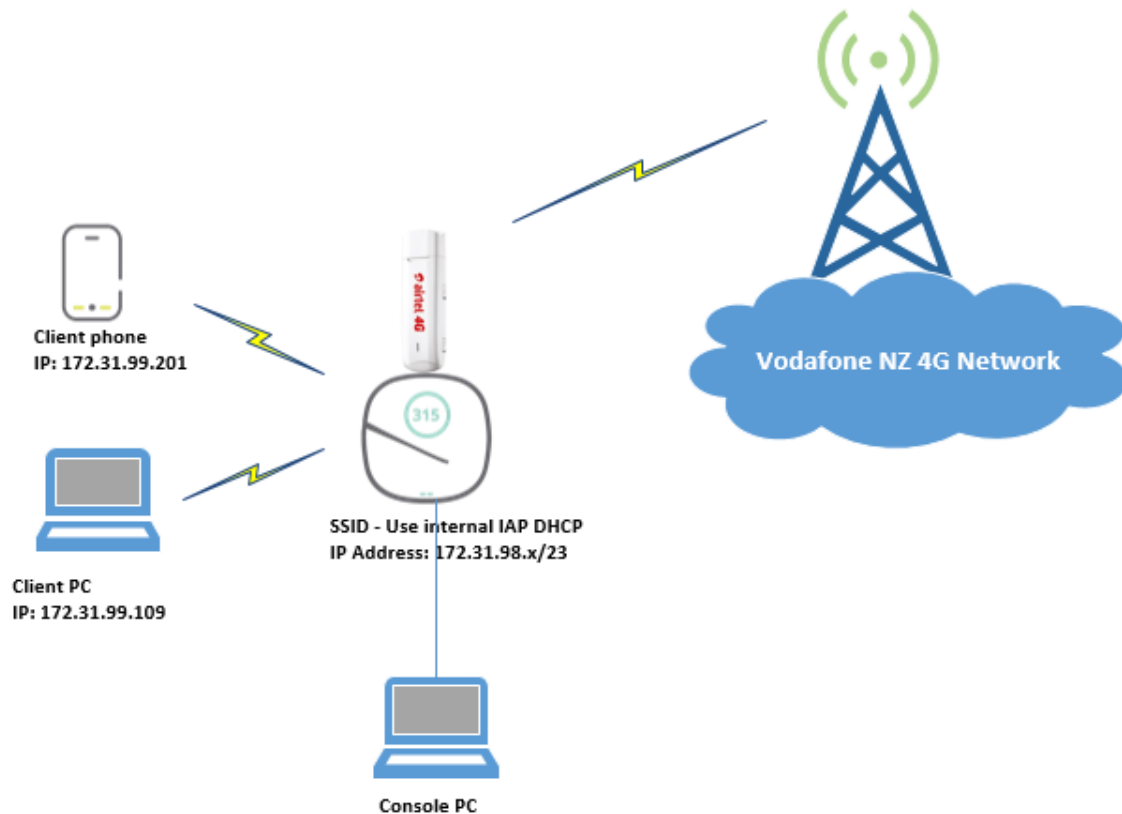 Vodafone NZ 4G Network
airtel 4G
Client phone
IP: 172.31.99.201
315
SSID - Use internal IAP DHCP
IP Address: 172.31.98.x/23
Client PC
IP: 172.31.99.109
Console PC